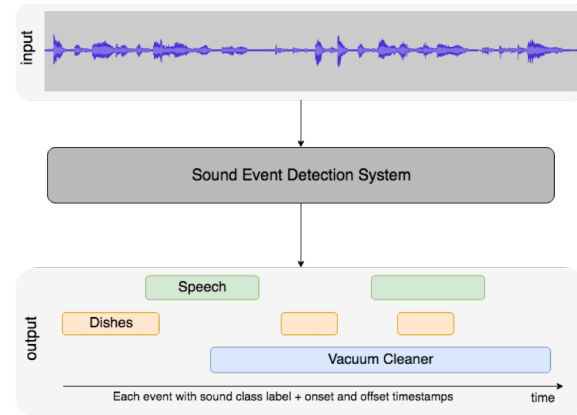 input
Sound Event Detection System
output
Speech
Dishes
Vacuum Cleaner
Each event with sound class label + onset and offset timestamps
time